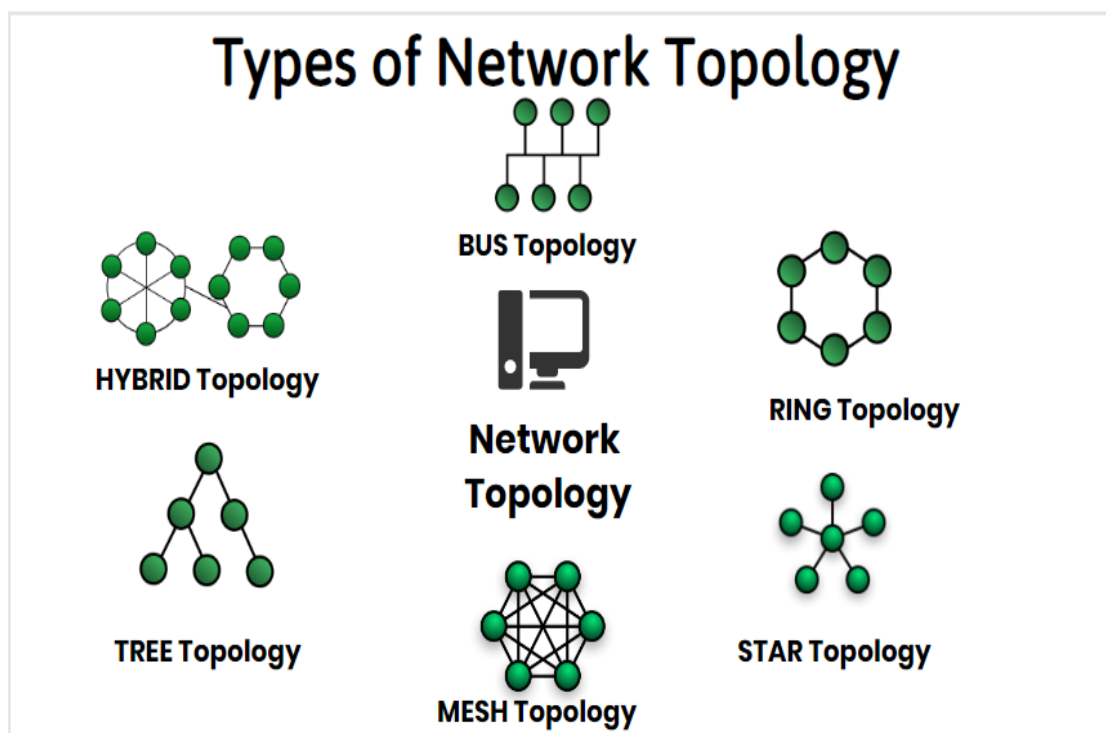 Types of Network Topology
BUS Topology
HYBRID Topology
RING Topology
Network
Topology
TREE Topology
STAR Topology
MESH Topology